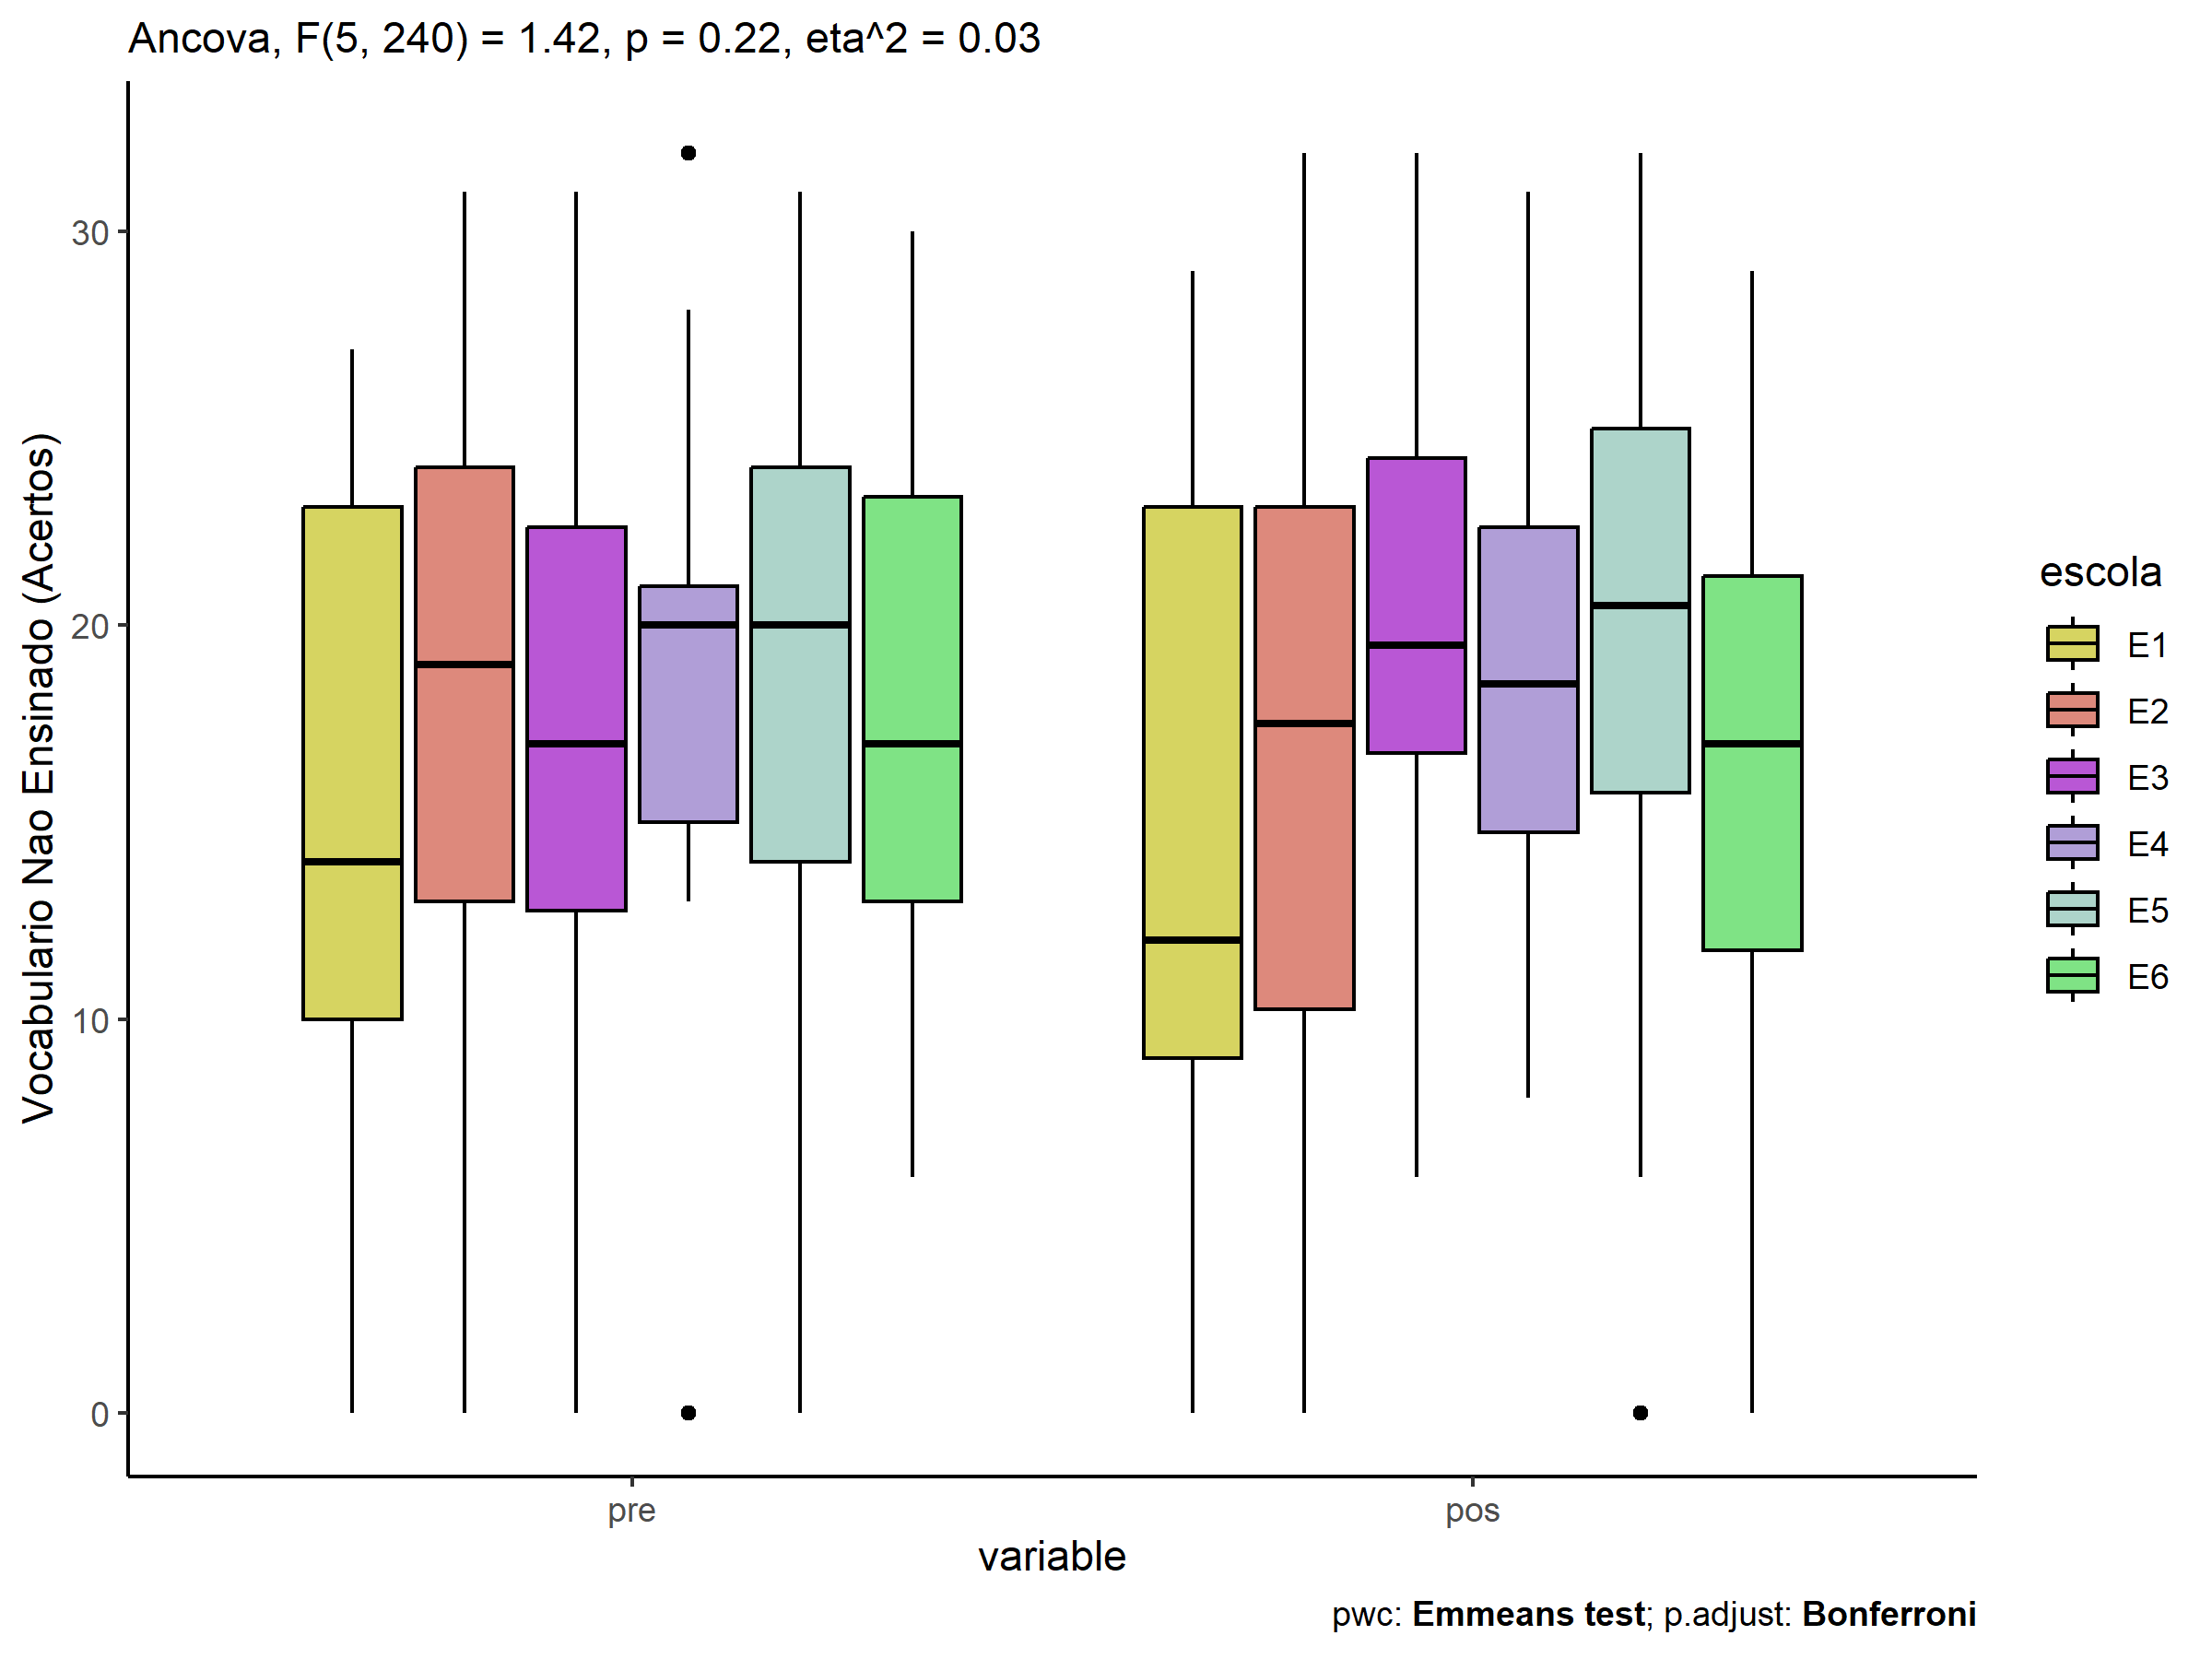 Ancova, F(5, 240) = 1.42, p = 0.22, eta^2 = 0.03
Vocabulario Nao Ensinado (Acertos)
30
20
10
0
pre
pos
variable
escola
E1
E2
E3
E4
E5
E6
pwc: Emmeans test; p.adjust: Bonferroni